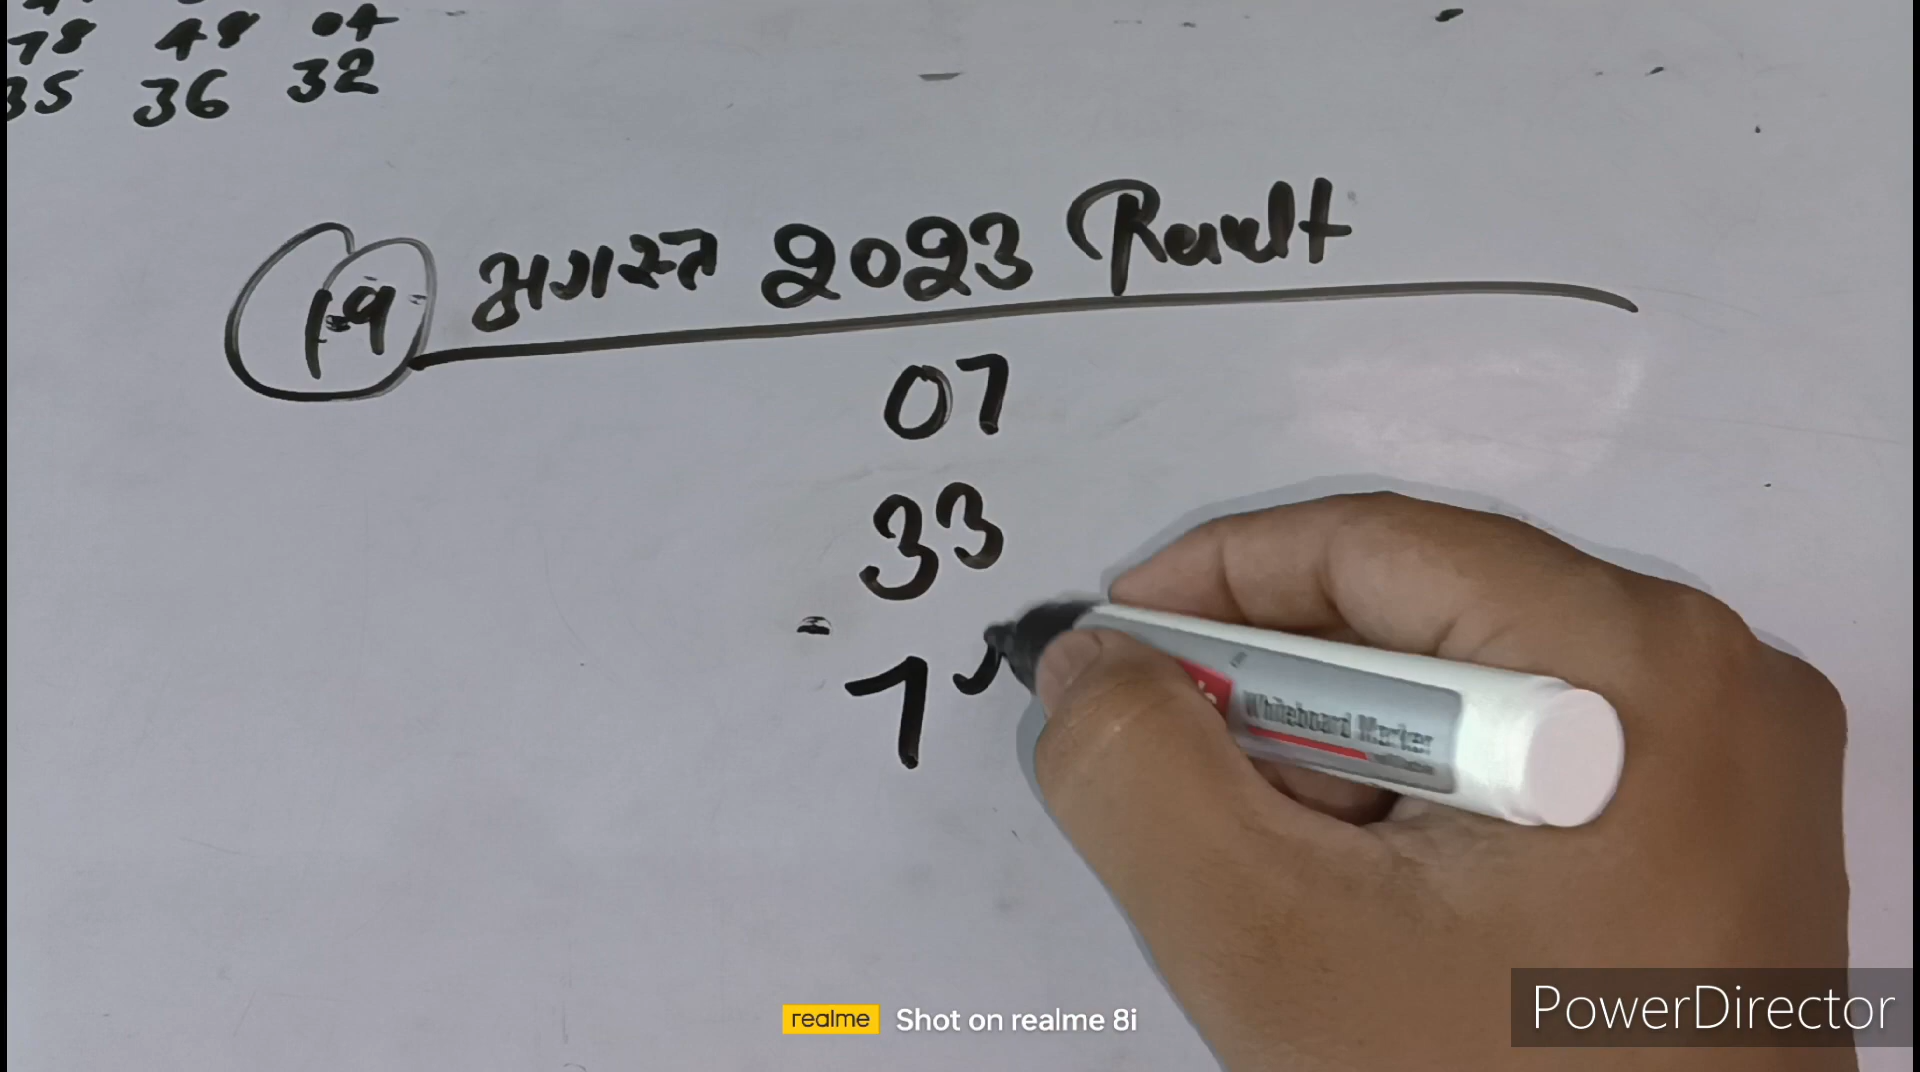 78 48 04
35 36 32
19 अगस्त 2023 Result
07
33
7
Whiteboard Marker
realme Shot on realme 8i
PowerDirector